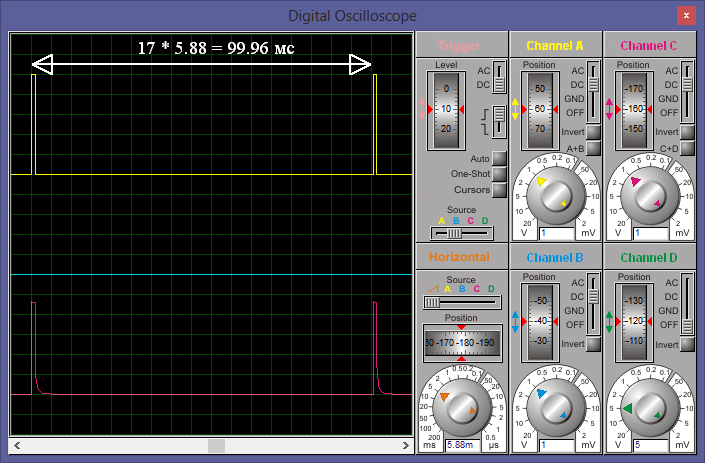 Digital Oscilloscope
x
17 * 5.88 = 99.96 мс
Trigger
Level
0
10
20
AC
DC
Auto
One-Shot
Cursors
Source
A B C D
Channel A
Position
50
60
70
AC
DC
GND
OFF
Invert
A+B
20 10 5 2 1 0.5 0.2 0.1 50 20 10 5 2
V 1 mV
Channel C
Position
-170
-160
-150
AC
DC
GND
OFF
Invert
C+D
20 10 5 2 1 0.5 0.2 0.1 50 20 10 5 2
V 1 mV
Horizontal
Source
A B C D
Position
60 -170 -180 -190
200 100 50 20 10 5 2 1 0.5 0.2 0.1 50 20 10 5 2 1 0.5
ms 5.88m µs
Channel B
Position
-50
-40
-30
AC
DC
GND
OFF
Invert
20 10 5 2 1 0.5 0.2 0.1 50 20 10 5 2
V 1 mV
Channel D
Position
-130
-120
-110
AC
DC
GND
OFF
Invert
20 10 5 2 1 0.5 0.2 0.1 50 20 10 5 2
V 5 mV